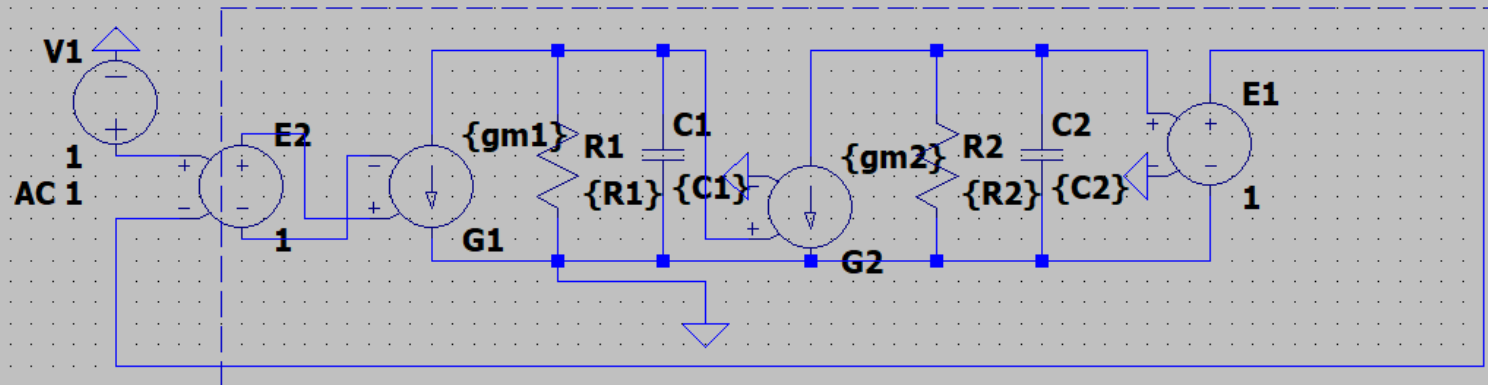 V1
1
AC 1
E2
1
{gm1}
G1
R1
{R1}
C1
{C1}
{gm2}
G2
R2
{R2}
C2
{C2}
E1
1